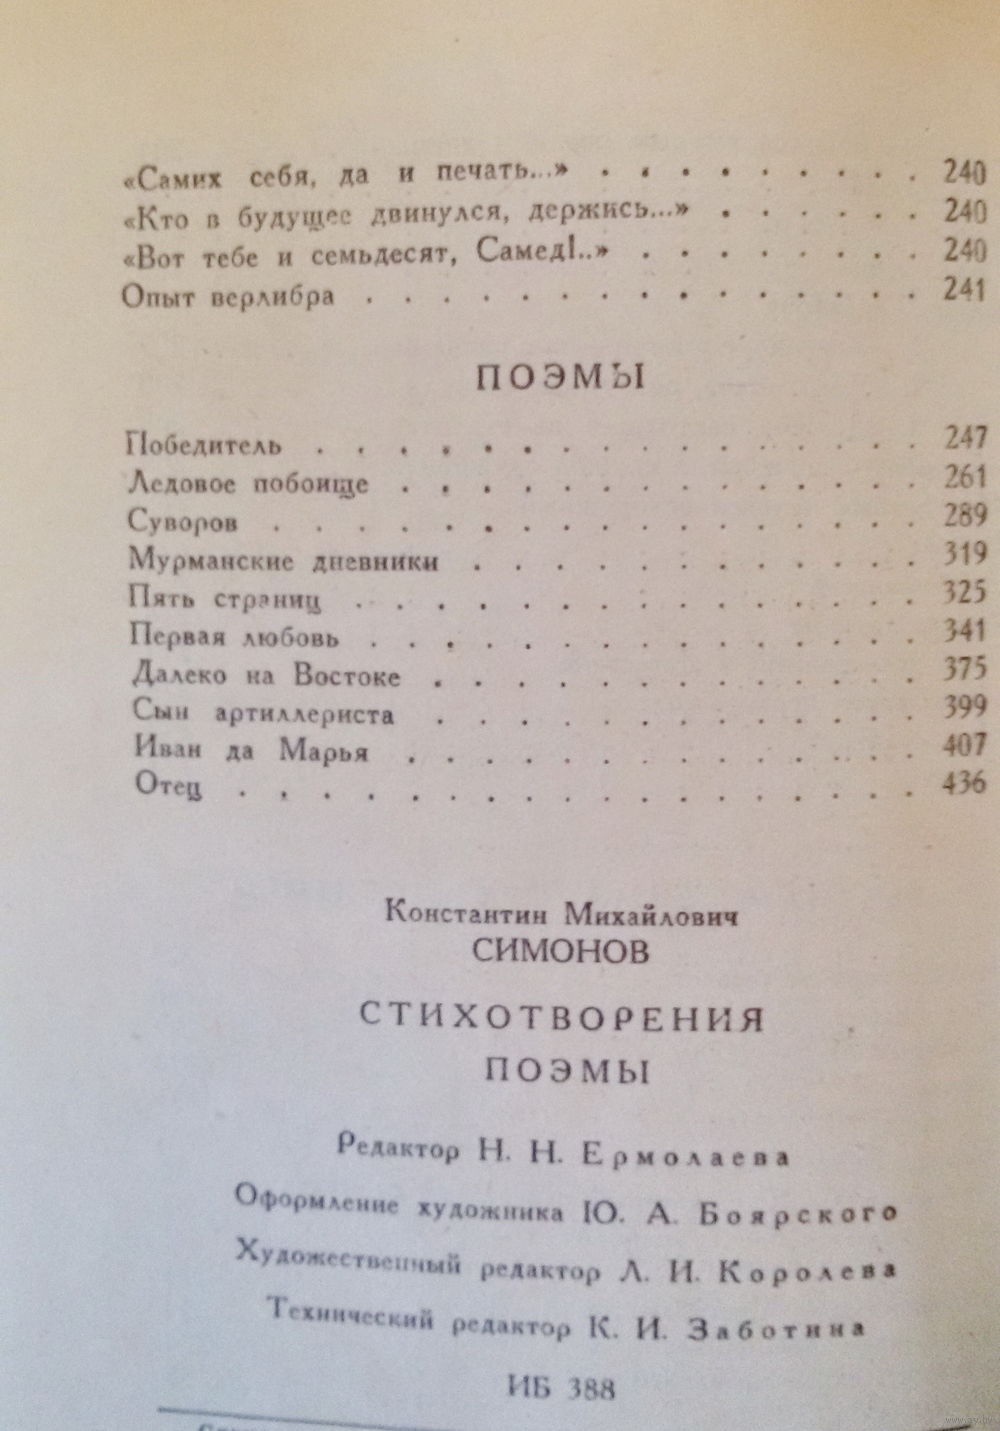 «Самих себя, да и печать...» . . . . . . . . . 240
«Кто в будущее двинулся, держись...» . . . . . . 240
«Вот тебе и семьдесят, Самед!..» . . . . . . . . 240
Опыт верлибра . . . . . . . . . . . . . . . 241
ПОЭМЫ
Победитель . . . . . . . . . . . . . . . . 247
Ледовое побоище . . . . . . . . . . . . . . 261
Суворов . . . . . . . . . . . . . . . . . 289
Мурманские дневники . . . . . . . . . . . . 319
Пять страниц . . . . . . . . . . . . . . . 325
Первая любовь . . . . . . . . . . . . . . . 341
Далеко на Востоке . . . . . . . . . . . . . 375
Сын артиллериста . . . . . . . . . . . . . 399
Иван да Марья . . . . . . . . . . . . . . 407
Отец . . . . . . . . . . . . . . . . . . 436
Константин Михайлович
СИМОНОВ
СТИХОТВОРЕНИЯ
ПОЭМЫ
Редактор Н. Н. Ермолаева
Оформление художника Ю. А. Боярского
Художественный редактор Л. И. Королева
Технический редактор К. И. Заботина
ИБ 388